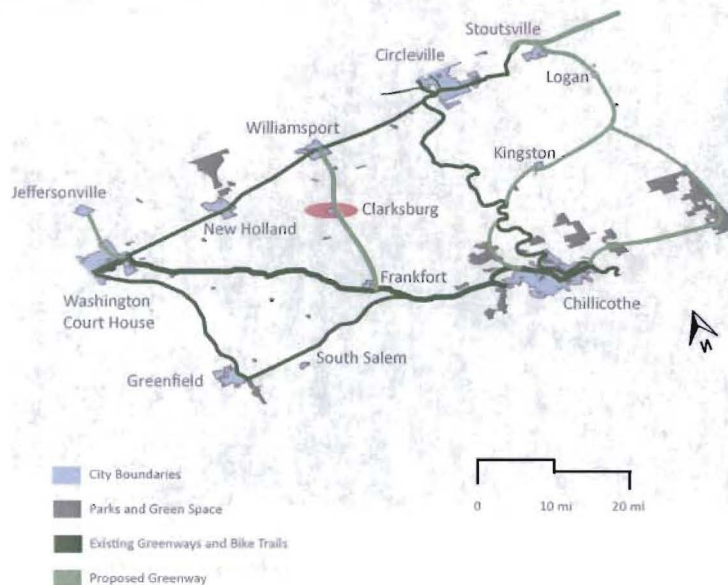 Stoutsville
Circleville
Logan
Williamsport
Kingston
Jeffersonville
Clarksburg
New Holland
Frankfort
Washington
Court House
Chillicothe
South Salem
Greenfield
N
City Boundaries
Parks and Green Space
0 10 mi 20 mi
Existing Greenways and Bike Trails
Proposed Greenway